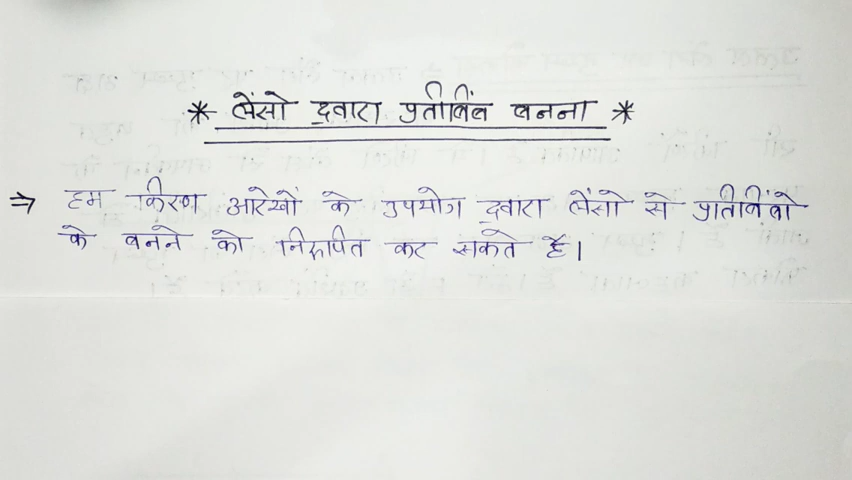 * लेंसो द्वारा प्रतिबिंब बनना *
⇒ हम किरण आरेखों के उपयोग द्वारा लेंसो से प्रतिबिंबो
के बनने को निरूपित कर सकते हैं।